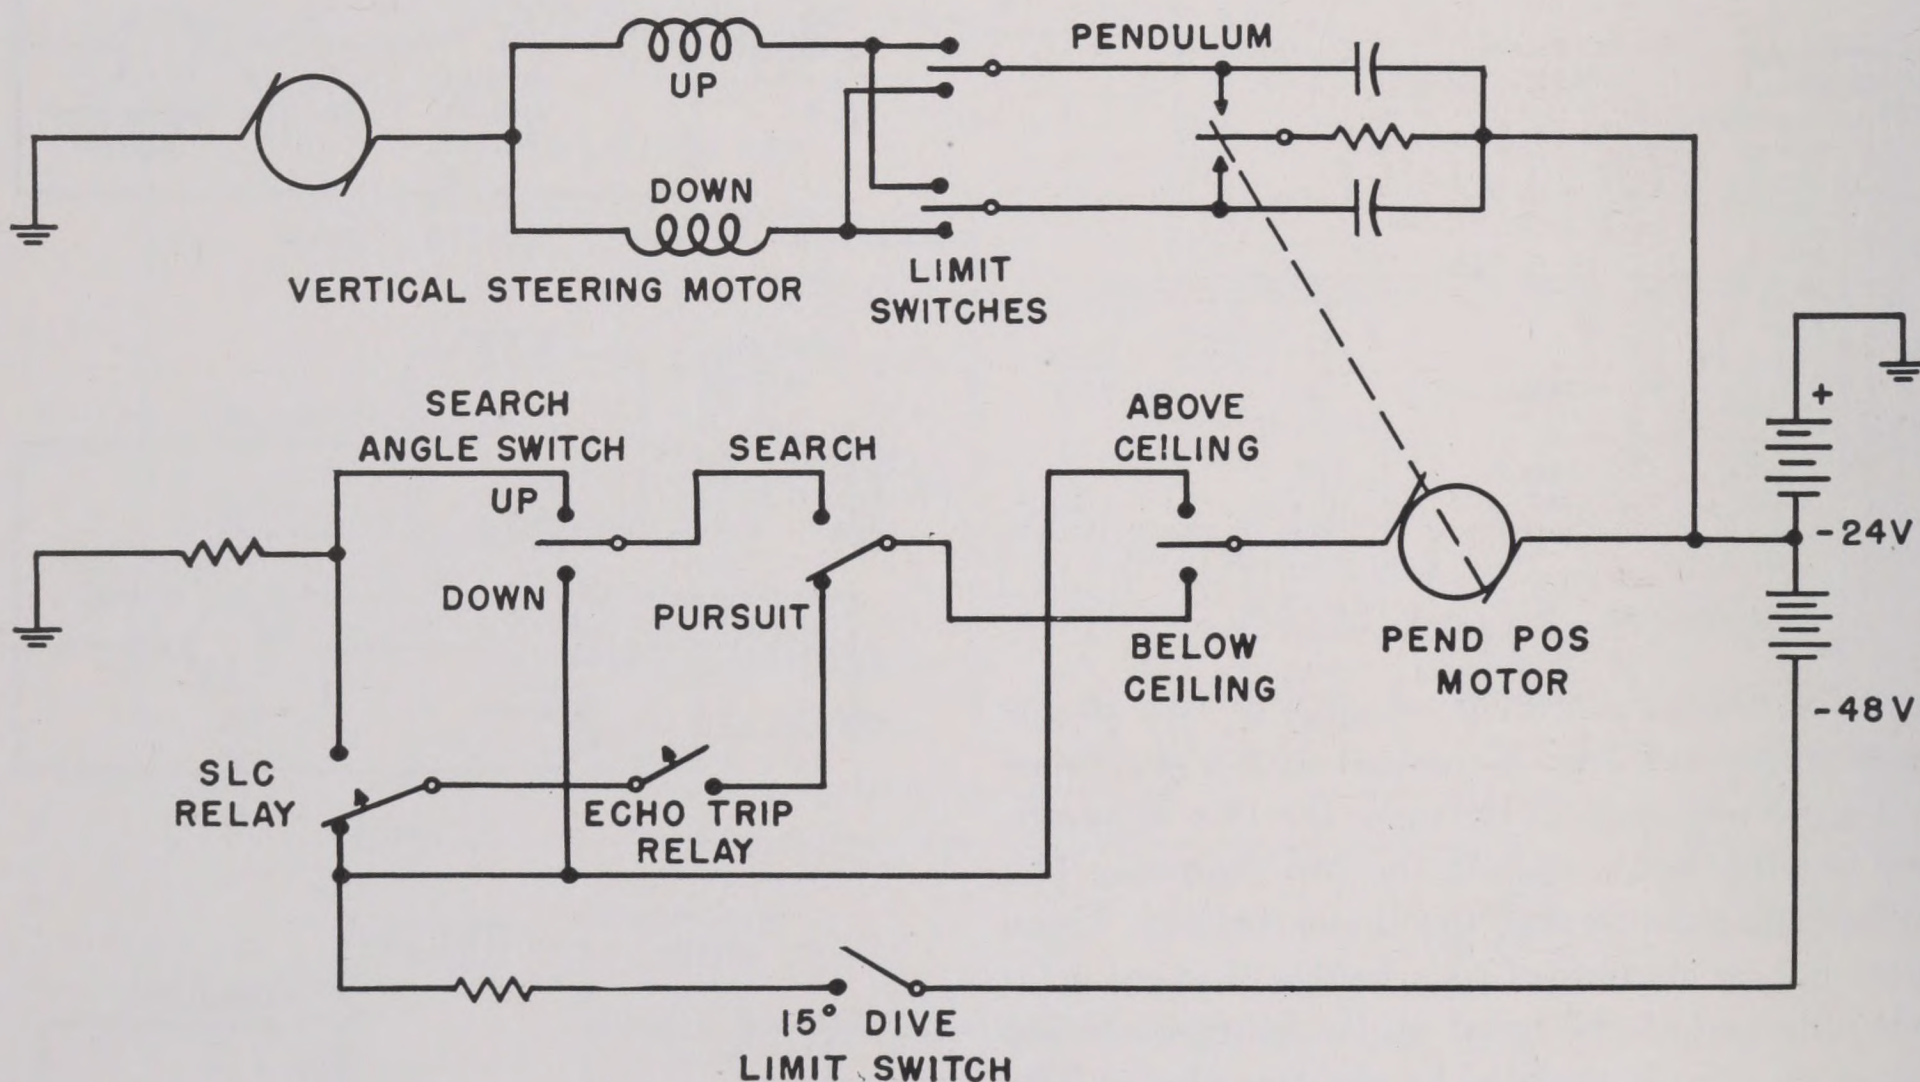 PENDULUM
UP
DOWN
VERTICAL STEERING MOTOR
LIMIT
SWITCHES
SEARCH
ANGLE SWITCH
UP
DOWN
SEARCH
PURSUIT
ABOVE
CEILING
BELOW
CEILING
+
-24V
PEND POS
MOTOR
-48V
SLC
RELAY
ECHO TRIP
RELAY
15° DIVE
LIMIT SWITCH